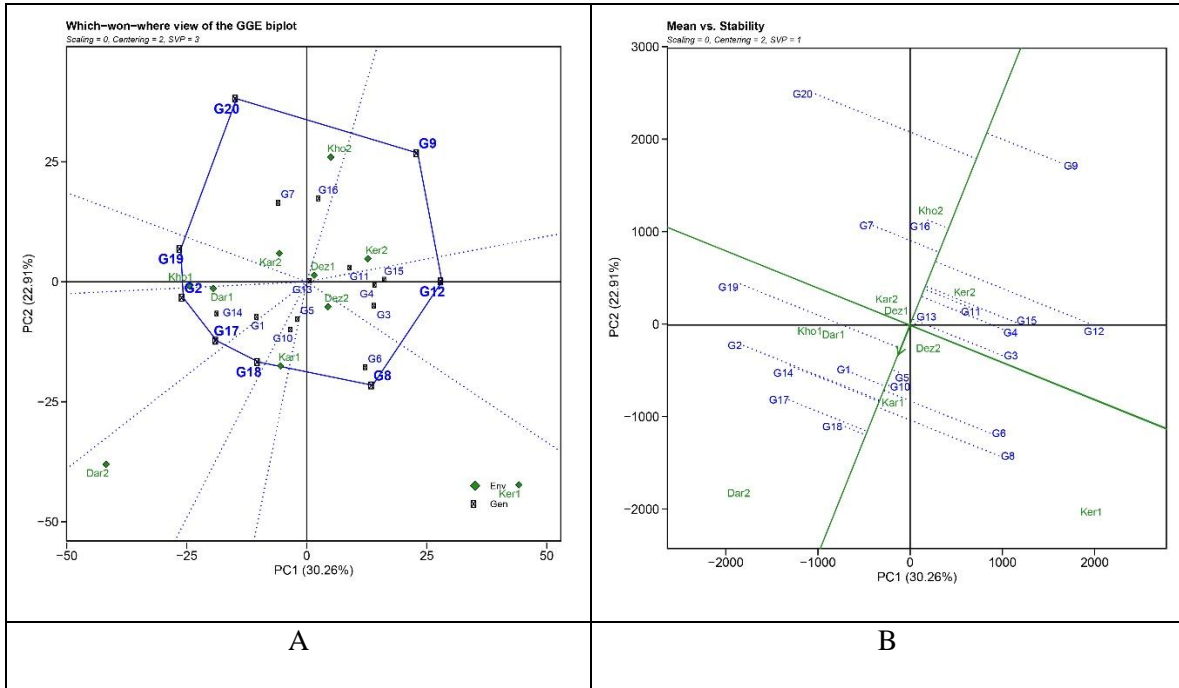 Which−won−where view of the GGE biplot
Scaling = 0, Centering = 2, SVP = 3
PC2 (22.91%)
25
0
−25
−50
G20
Kho2
G9
G7
G16
G19
Kar2
Dez1
Ker2
Kho1
G2
Dar1
G13
G11
G15
G12
G4
G14
G1
G5
Dez2
G3
G17
G10
G18
Kar1
G6
G8
Dar2
Ker1
Env
Gen
−50
−25
0
25
50
PC1 (30.26%)
A
Mean vs. Stability
Scaling = 0, Centering = 2, SVP = 1
PC2 (22.91%)
3000
2000
1000
0
−1000
−2000
G20
G9
Kho2
G7
G16
G19
Kar2
Ker2
Dez1
G13
G11
G15
Kho1
Dar1
G4
G12
G2
Dez2
G3
G14
G1
G5
G10
G17
Kar1
G18
G6
G8
Dar2
Ker1
−2000
−1000
0
1000
2000
PC1 (30.26%)
B